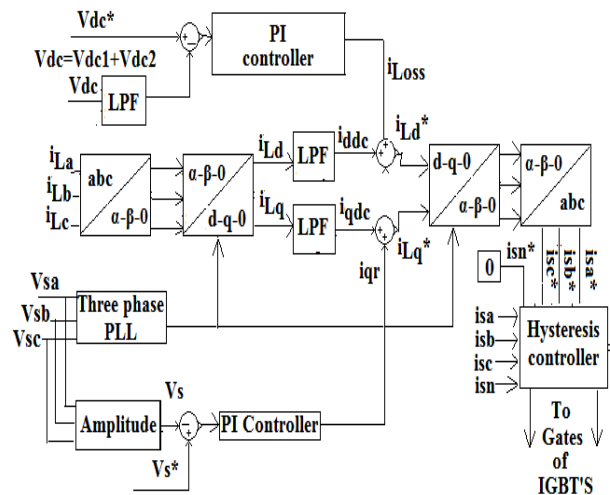 Vdc*
PI
controller
Vdc=Vdc1+Vdc2
Vdc
LPF
iLoss
iLa
iLb
iLc
abc
α-β-0
α-β-0
d-q-0
iLd
iLq
LPF
LPF
iddc
iqdc
iLd*
iLq*
iqr
d-q-0
α-β-0
α-β-0
abc
0
isn*
isc*
isb*
isa*
Vsa
Vsb
Vsc
Three phase
PLL
isa
isb
isc
isn
Hysteresis
controller
Amplitude
Vs
PI Controller
Vs*
To
Gates
of
IGBT'S